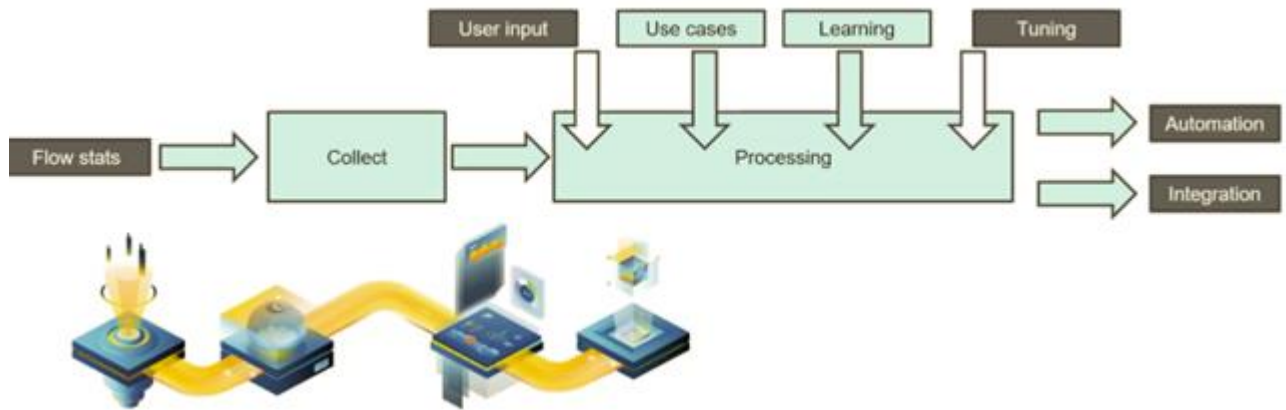 User input
Use cases
Learning
Tuning
Flow stats
Collect
Processing
Automation
Integration